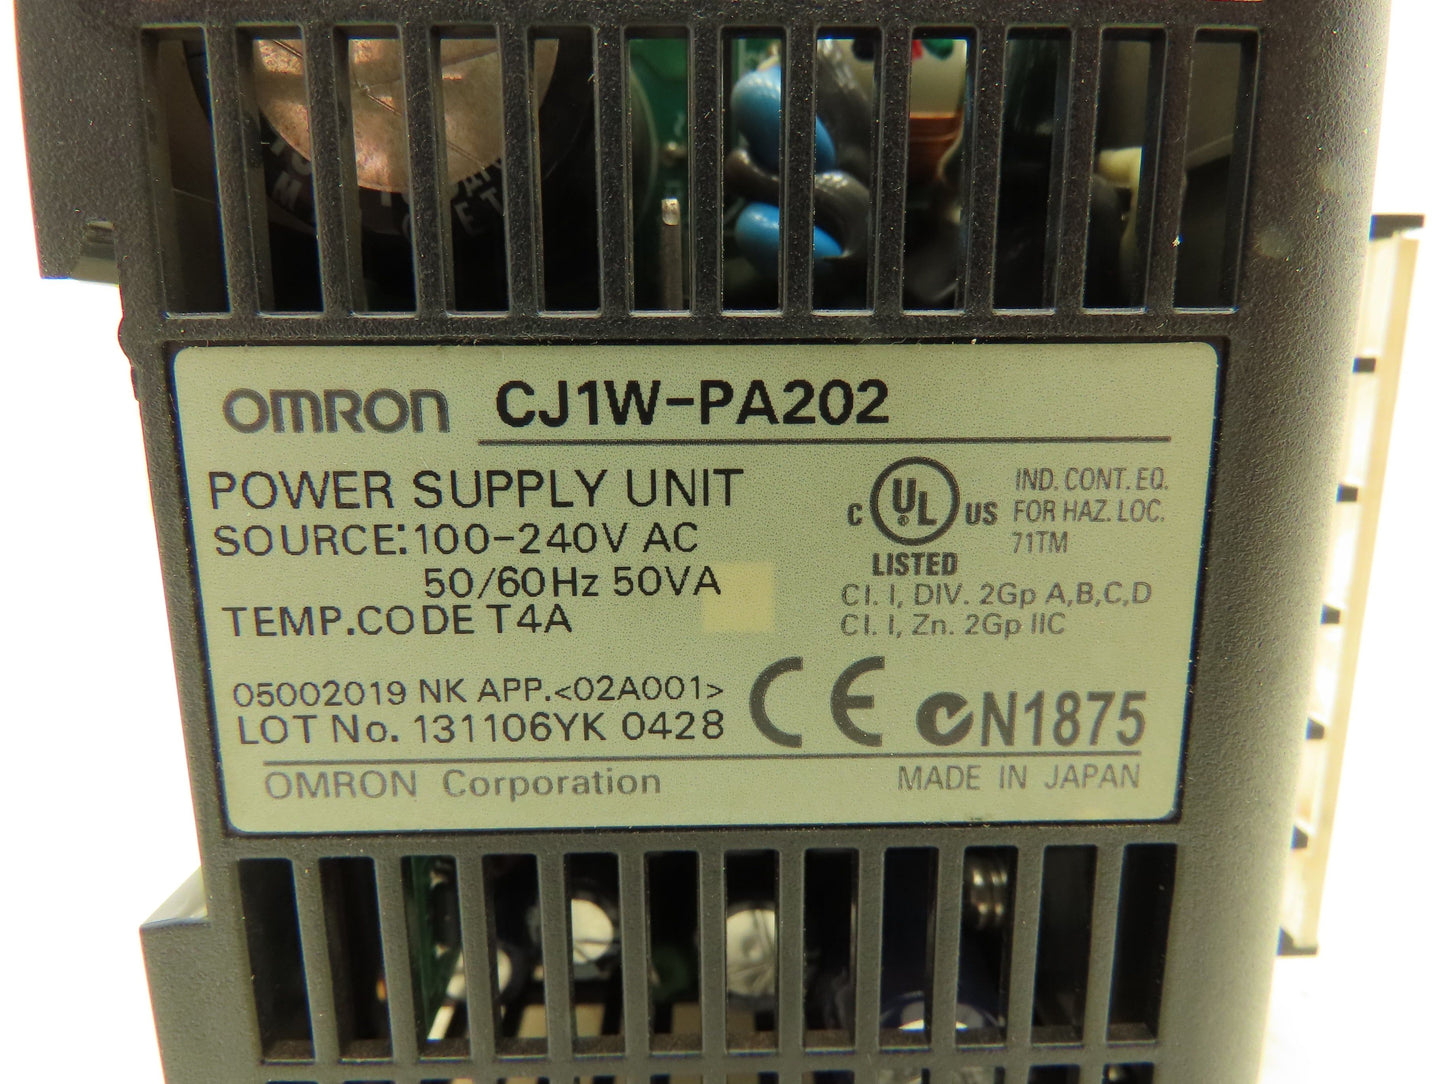 OMRON CJ1W-PA202
POWER SUPPLY UNIT
SOURCE:100-240V AC
50/60Hz 50VA
TEMP.CODE T4A
C UL US
LISTED
IND. CONT. EQ.
FOR HAZ. LOC.
71TM
Cl. I, DIV. 2Gp A,B,C,D
Cl. I, Zn. 2Gp IIC
05002019 NK APP.<02A001>
LOT No. 131106YK 0428
CE
N1875
OMRON Corporation
MADE IN JAPAN